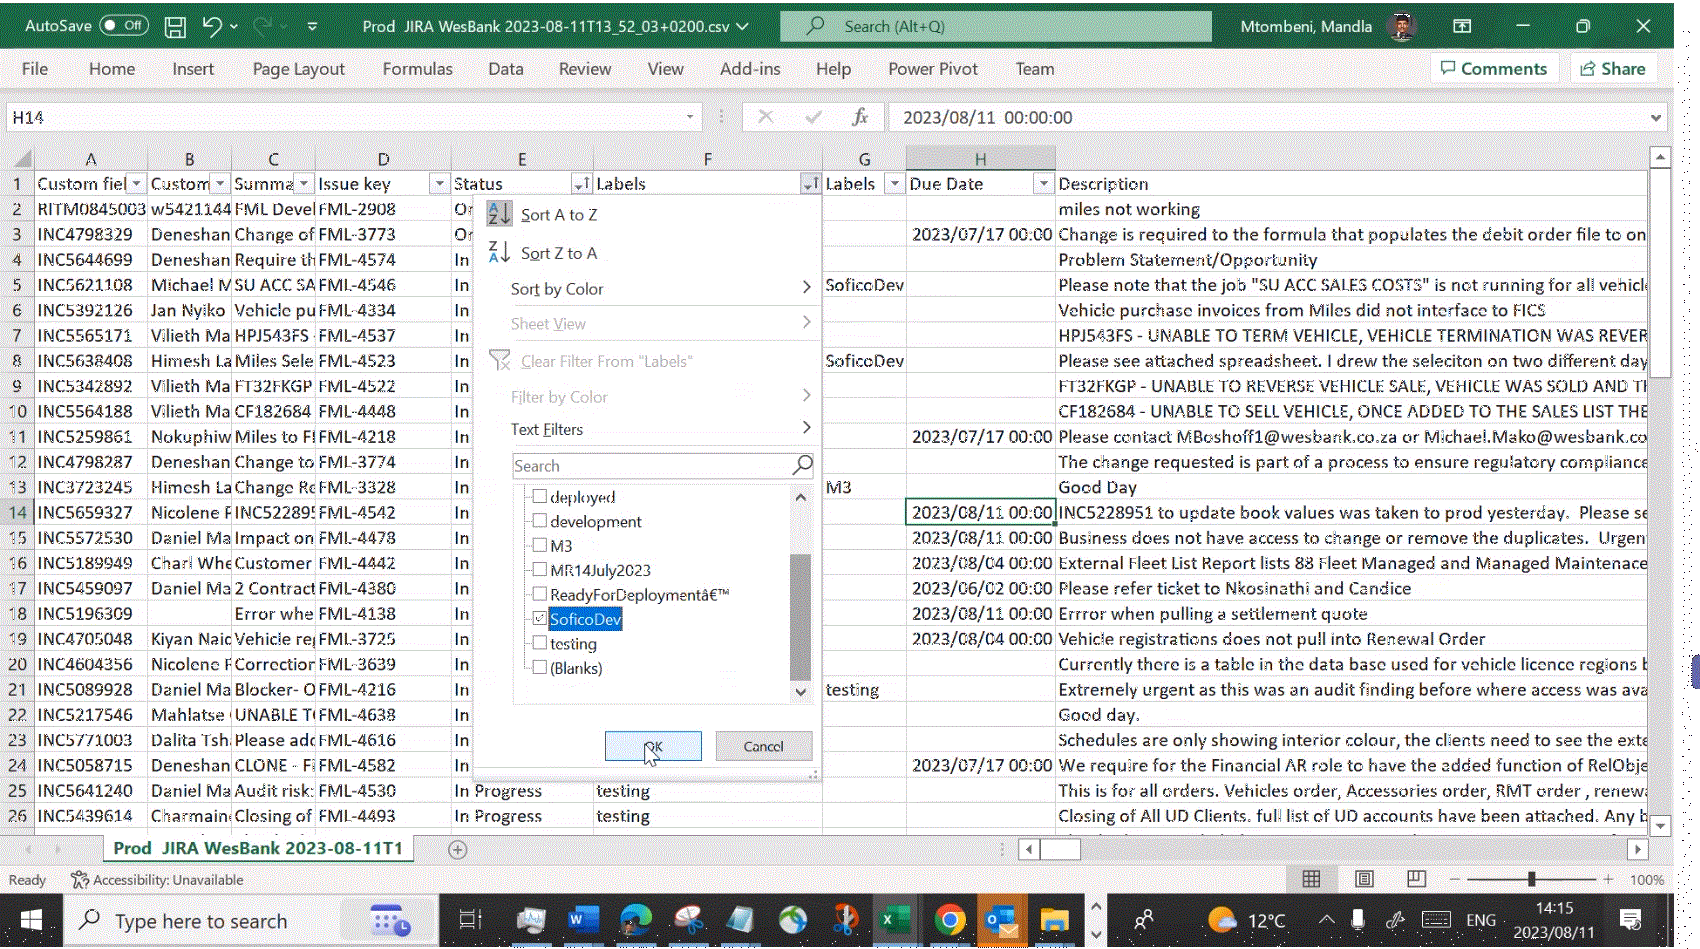 AutoSave Off Prod JIRA WesBank 2023-08-11T13_52_03+0200.csv Search (Alt+Q) Mtombeni, Mandla
File Home Insert Page Layout Formulas Data Review View Add-ins Help Power Pivot Team Comments Share
H14 fx 2023/08/11 00:00:00
A B C D E F G H
1 Custom fiel Custom Summa Issue key Status Labels Labels Due Date Description
2 RITM0845003 w5421144 FML Devel FML-2908 miles not working
3 INC4798329 Deneshan Change of FML-3773 2023/07/17 00:00 Change is required to the formula that populates the debit order file to on
4 INC5644699 Deneshan Require th FML-4574 In Problem Statement/Opportunity
5 INC5621108 Michael M SU ACC SA FML-4546 In SoficoDev Please note that the job "SU ACC SALES COSTS" is not running for all vehicl
6 INC5392126 Jan Nyiko Vehicle pu FML-4334 In Vehicle purchase invoices from Miles did not interface to FICS
7 INC5565171 Vilieth Ma HPJ543FS FML-4537 In HPJ543FS - UNABLE TO TERM VEHICLE, VEHICLE TERMINATION WAS REVER
8 INC5638408 Himesh La Miles Sele FML-4523 In SoficoDev Please see attached spreadsheet. I drew the seleciton on two different day
9 INC5342892 Vilieth Ma FT32FKGP FML-4522 In FT32FKGP - UNABLE TO REVERSE VEHICLE SALE, VEHICLE WAS SOLD AND
10 INC5564188 Vilieth Ma CF182684 FML-4448 In CF182684 - UNABLE TO SELL VEHICLE, ONCE ADDED TO THE SALES LIST THE
11 INC5259861 Nokuphiw Miles to FI FML-4218 In 2023/07/17 00:00 Please contact MBoshoff1@wesbank.co.za or Michael.Mako@wesbank.co
12 INC4798287 Deneshan Change to FML-3774 In The change requested is part of a process to ensure regulatory compliance
13 INC3723245 Himesh La Change Re FML-3328 In M3 Good Day
14 INC5659327 Nicolene F INC522895 FML-4542 In 2023/08/11 00:00 INC5228951 to update book values was taken to prod yesterday. Please se
15 INC5572530 Daniel Ma Impact on FML-4478 In 2023/08/11 00:00 Business does not have access to change or remove the duplicates. Urgen
16 INC5189949 Charl Whe Customer FML-4442 In 2023/08/04 00:00 External Fleet List Report lists 88 Fleet Managed and Managed Maintenace
17 INC5459097 Daniel Ma 2 Contract FML-4380 In 2023/06/02 00:00 Please refer ticket to Nkosinathi and Candice
18 INC5196309 Error whe FML-4138 In 2023/08/11 00:00 Errror when pulling a settlement quote
19 INC4705048 Kiyan Naic Vehicle reg FML-3725 In 2023/08/04 00:00 Vehicle registrations does not pull into Renewal Order
20 INC4604356 Nicolene F Correction FML-3639 In Currently there is a table in the data base used for vehicle licence regions b
21 INC5089928 Daniel Ma Blocker- O FML-4216 In testing Extremely urgent as this was an audit finding before where access was ava
22 INC5217546 Mahlatse UNABLE T FML-4638 In Good day.
23 INC5771003 Dalita Tsh Please add FML-4616 In Schedules are only showing interior colour, the clients need to see the exte
24 INC5058715 Deneshan CLONE - FML-4582 In 2023/07/17 00:00 We require for the Financial AR role to have the added function of RelObje
25 INC5641240 Daniel Ma Audit risk: FML-4530 In Progress testing This is for all orders. Vehicles order, Accessories order, RMT order , renewa
26 INC5439614 Charmain Closing of FML-4493 In Progress testing Closing of All UD Clients. full list of UD accounts have been attached. Any b
Sort A to Z
Sort Z to A
Sort by Color
Sheet View
Clear Filter From "Labels"
Filter by Color
Text Filters
Search
deployed
development
M3
MR14July2023
ReadyForDeploymentâ€™
SoficoDev
testing
(Blanks)
OK Cancel
Prod JIRA WesBank 2023-08-11T1
Ready Accessibility: Unavailable 100%
Type here to search 12°C ENG 14:15
2023/08/11